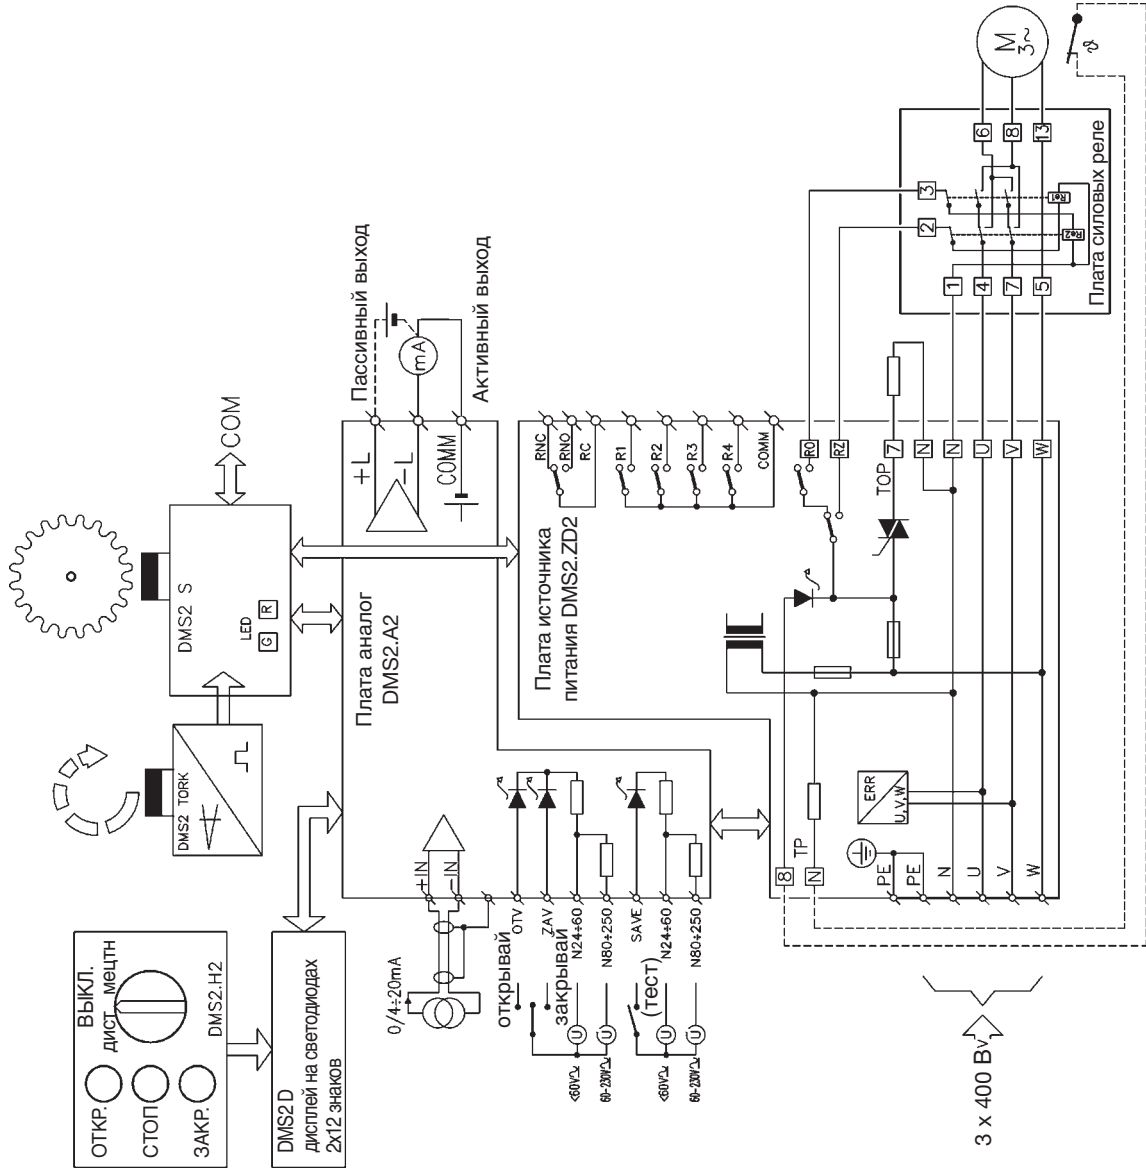 ОТКР.
СТОП
ЗАКР.
ВЫКЛ.
ДИСТ
МЕЦТН
DMS2.H2
DMS2 D
дисплей на светодиодах
2x12 знаков
DMS2 TORK
DMS2 S
LED
G
R
COM
Плата аналог
DMS2.A2
+L
-L
COMM
mA
Пассивный выход
Активный выход
0/4÷20mA
+IN
-IN
открывай
OTV
ZAV
закрывай
N24÷60
N80÷250
<60V
60-230V
U
U
(тест)
SAVE
N24÷60
N80÷250
<60V
60-230V
U
U
Плата источника
питания DMS2.ZD2
RNC
RNO
RC
R1
R2
R3
R4
COMM
RO
RZ
TOP
7
N
N
U
V
W
8
TP
N
ERR
U,V,W
PE
PE
N
U
V
W
3 x 400 Вv
Плата силовых реле
1
4
7
5
2
3
6
8
13
Re1
Re2
M
3~
ϑ